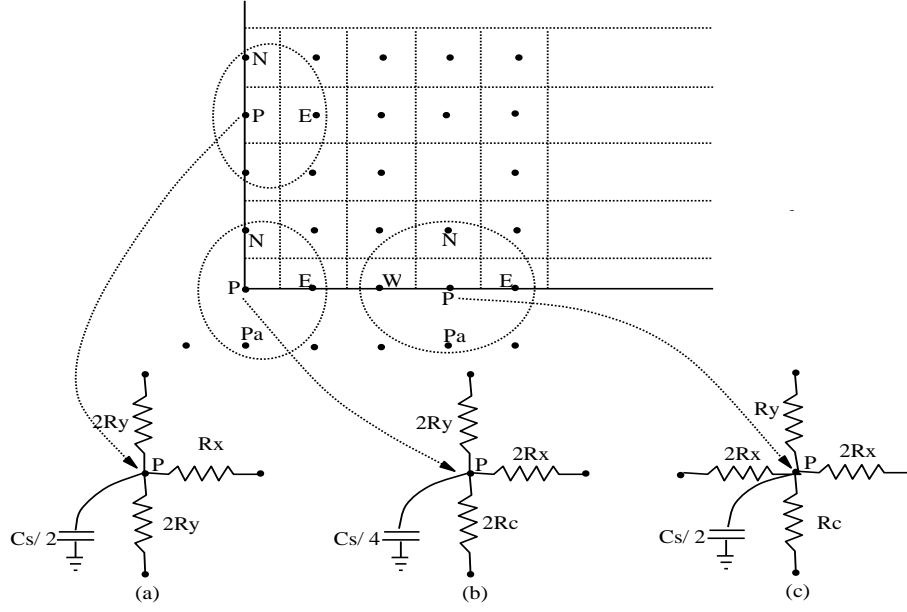 N
P E
N N
P E W P E
Pa Pa
2Ry Rx P 2Ry Cs/ 2 (a)
2Ry P 2Rx 2Rc Cs/ 4 (b)
Ry 2Rx P 2Rx Rc Cs/ 2 (c)